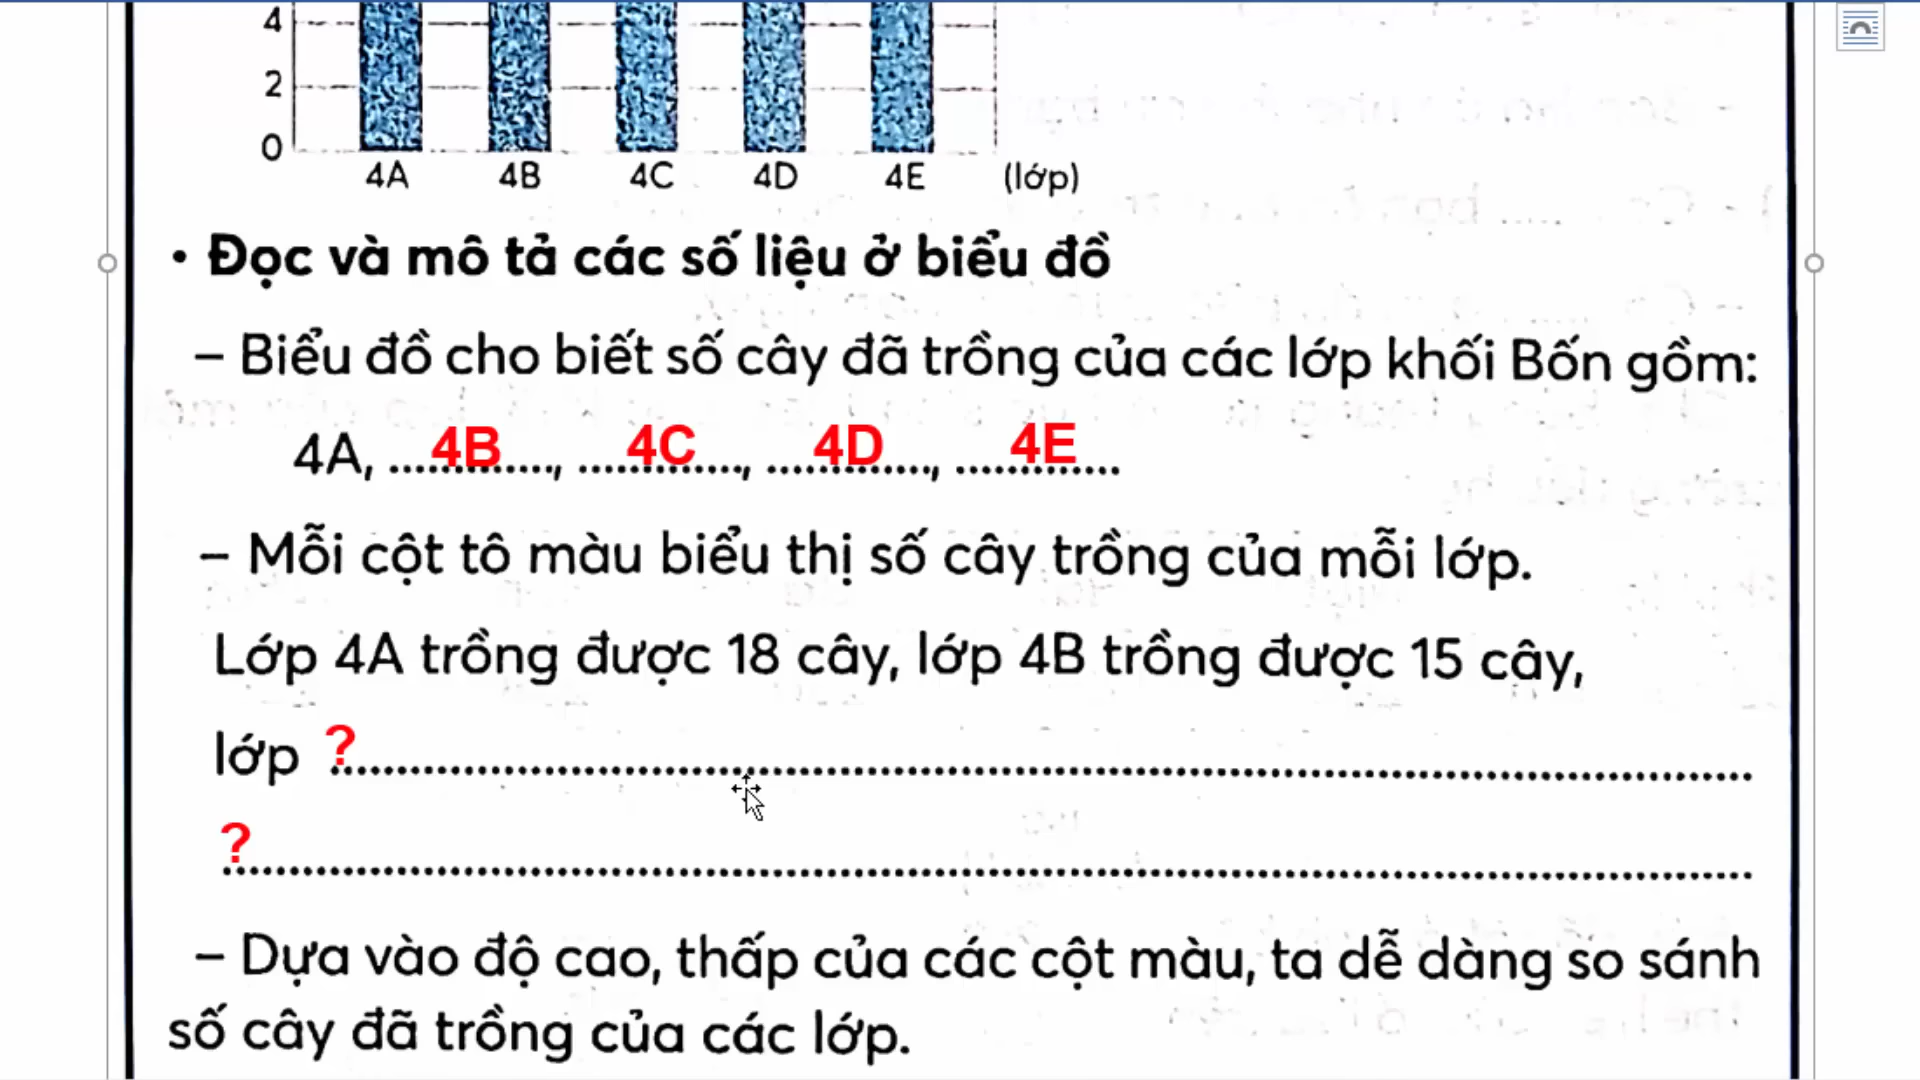 4
2
0
4A 4B 4C 4D 4E (lớp)
• Đọc và mô tả các số liệu ở biểu đồ
– Biểu đồ cho biết số cây đã trồng của các lớp khối Bốn gồm:
4A, ....4B...., ....4C...., ....4D...., ....4E....
– Mỗi cột tô màu biểu thị số cây trồng của mỗi lớp.
Lớp 4A trồng được 18 cây, lớp 4B trồng được 15 cây,
lớp ?....................
?....................
– Dựa vào độ cao, thấp của các cột màu, ta dễ dàng so sánh
số cây đã trồng của các lớp.